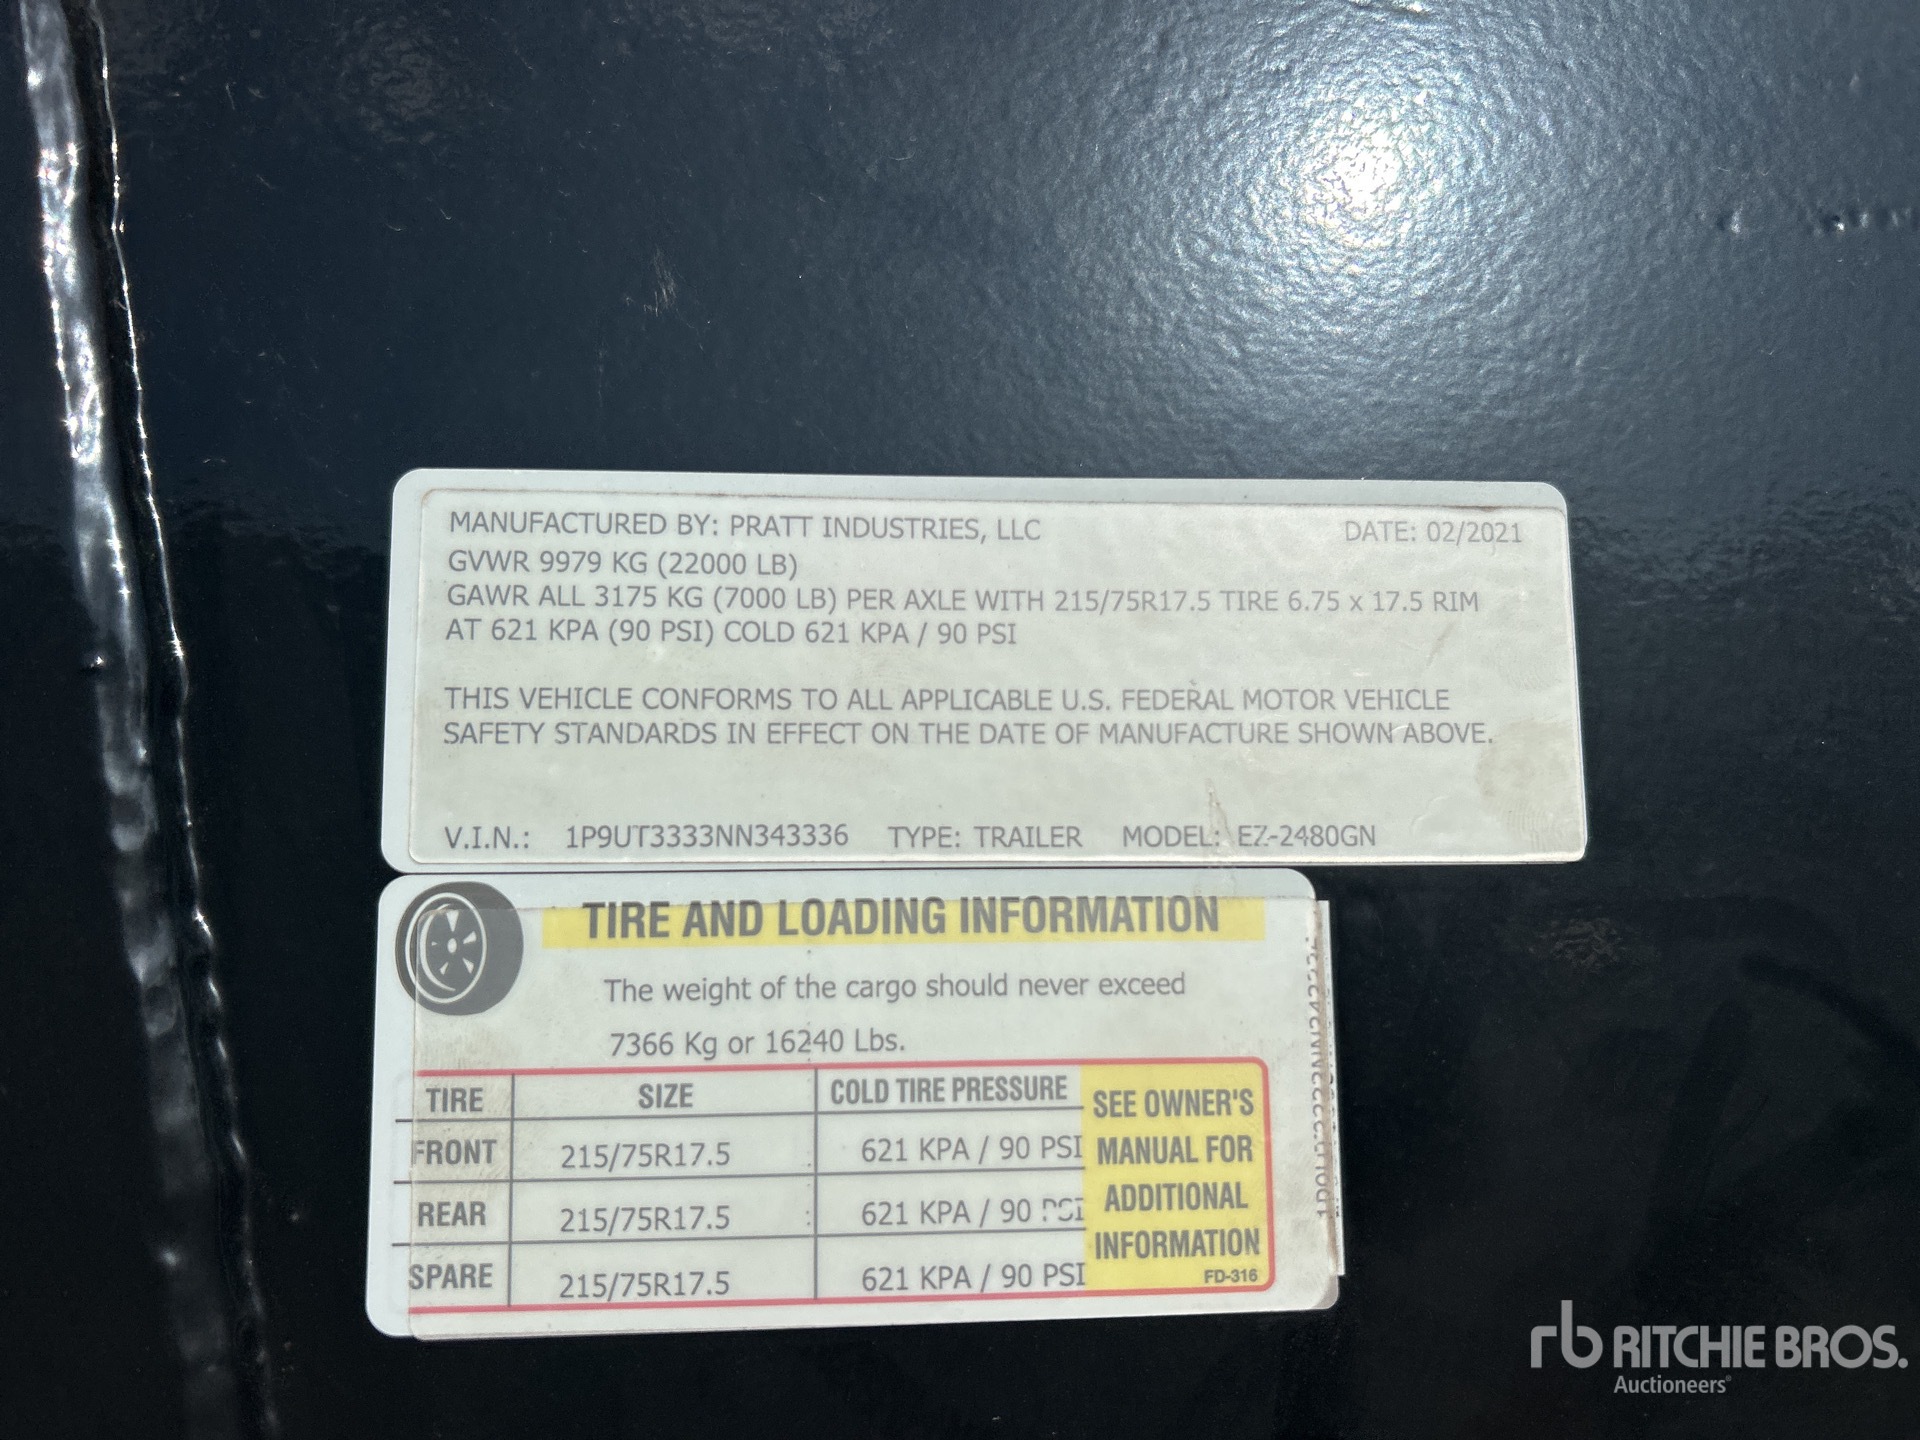 MANUFACTURED BY: PRATT INDUSTRIES, LLC DATE: 02/2021
GVWR 9979 KG (22000 LB)
GAWR ALL 3175 KG (7000 LB) PER AXLE WITH 215/75R17.5 TIRE 6.75 x 17.5 RIM
AT 621 KPA (90 PSI) COLD 621 KPA / 90 PSI
THIS VEHICLE CONFORMS TO ALL APPLICABLE U.S. FEDERAL MOTOR VEHICLE
SAFETY STANDARDS IN EFFECT ON THE DATE OF MANUFACTURE SHOWN ABOVE.
V.I.N.: 1P9UT3333NN343336 TYPE: TRAILER MODEL: EZ-2480GN
TIRE AND LOADING INFORMATION
The weight of the cargo should never exceed
7366 Kg or 16240 Lbs.
TIRE SIZE COLD TIRE PRESSURE
FRONT 215/75R17.5 621 KPA / 90 PSI
REAR 215/75R17.5 621 KPA / 90 PSI
SPARE 215/75R17.5 621 KPA / 90 PSI
SEE OWNER'S
MANUAL FOR
ADDITIONAL
INFORMATION
FD-316
rb RITCHIE BROS.
Auctioneers